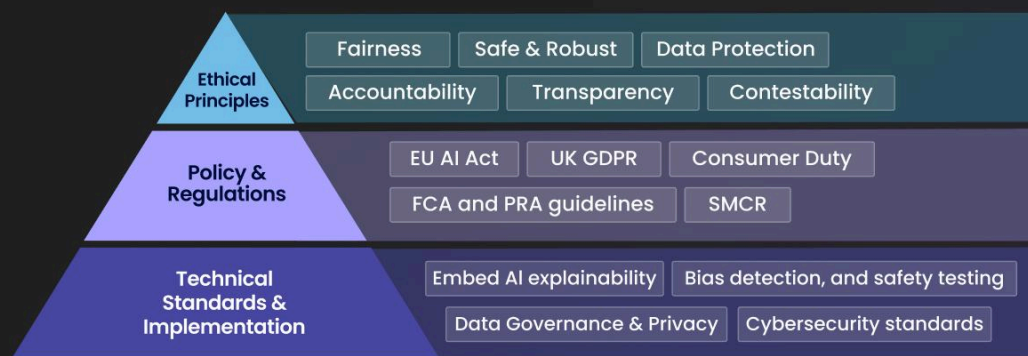 Ethical
Principles
Fairness
Safe & Robust
Data Protection
Accountability
Transparency
Contestability
Policy &
Regulations
EU AI Act
UK GDPR
Consumer Duty
FCA and PRA guidelines
SMCR
Technical
Standards &
Implementation
Embed AI explainability
Bias detection, and safety testing
Data Governance & Privacy
Cybersecurity standards